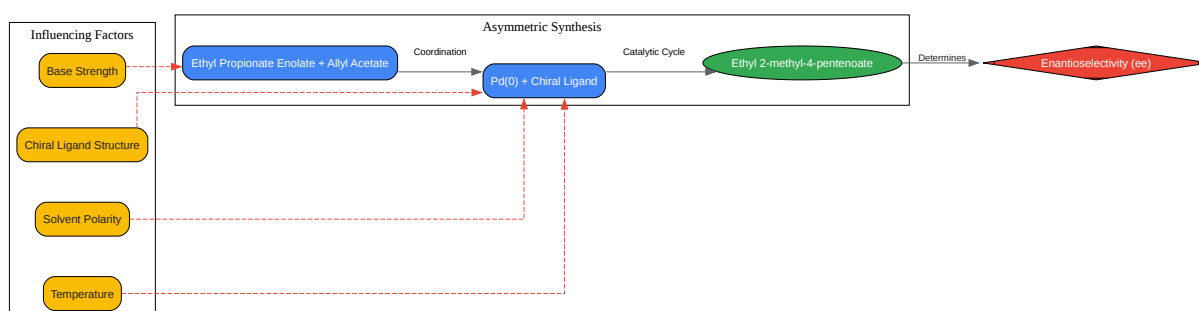 Influencing Factors
Base Strength
Chiral Ligand Structure
Solvent Polarity
Temperature
Asymmetric Synthesis
Ethyl Propionate Enolate + Allyl Acetate
Coordination
Pd(0) + Chiral Ligand
Catalytic Cycle
Ethyl 2-methyl-4-pentenoate
Determines
Enantioselectivity (ee)